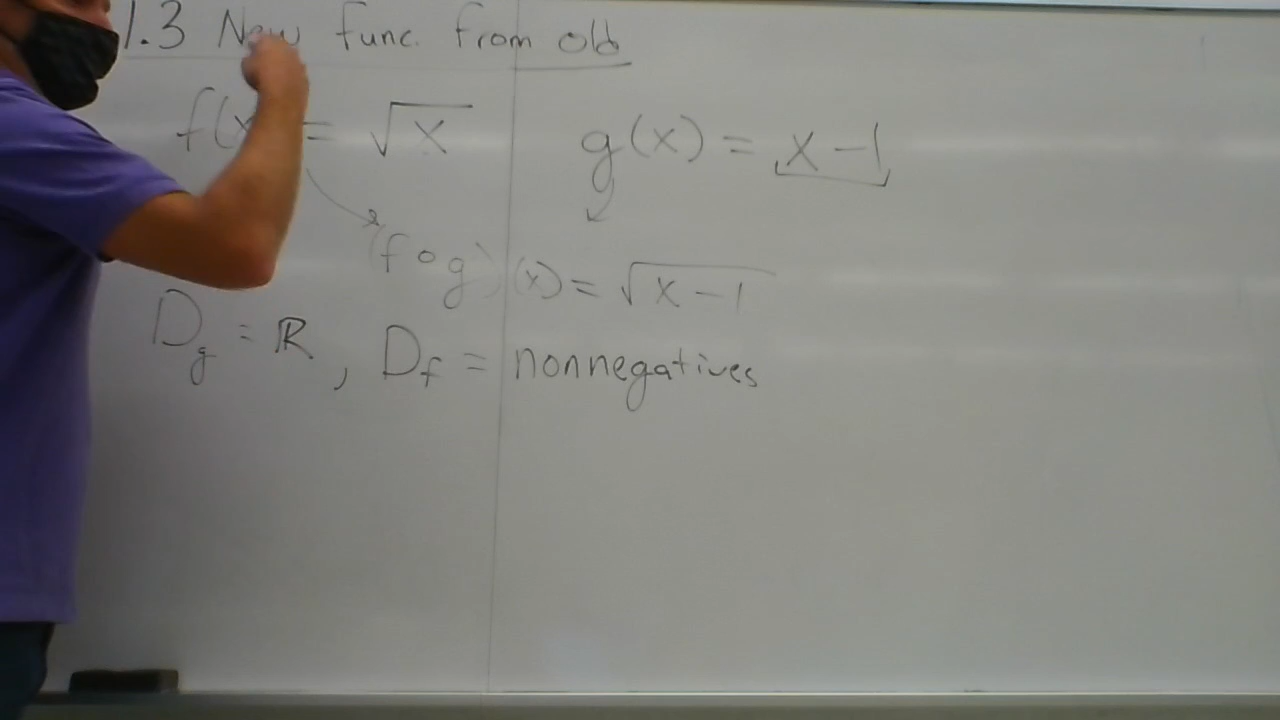 1.3 New func. from old
f(x) = √x g(x) = x-1
(f∘g)(x) = √x-1
D_g = ℝ, D_f = nonnegatives